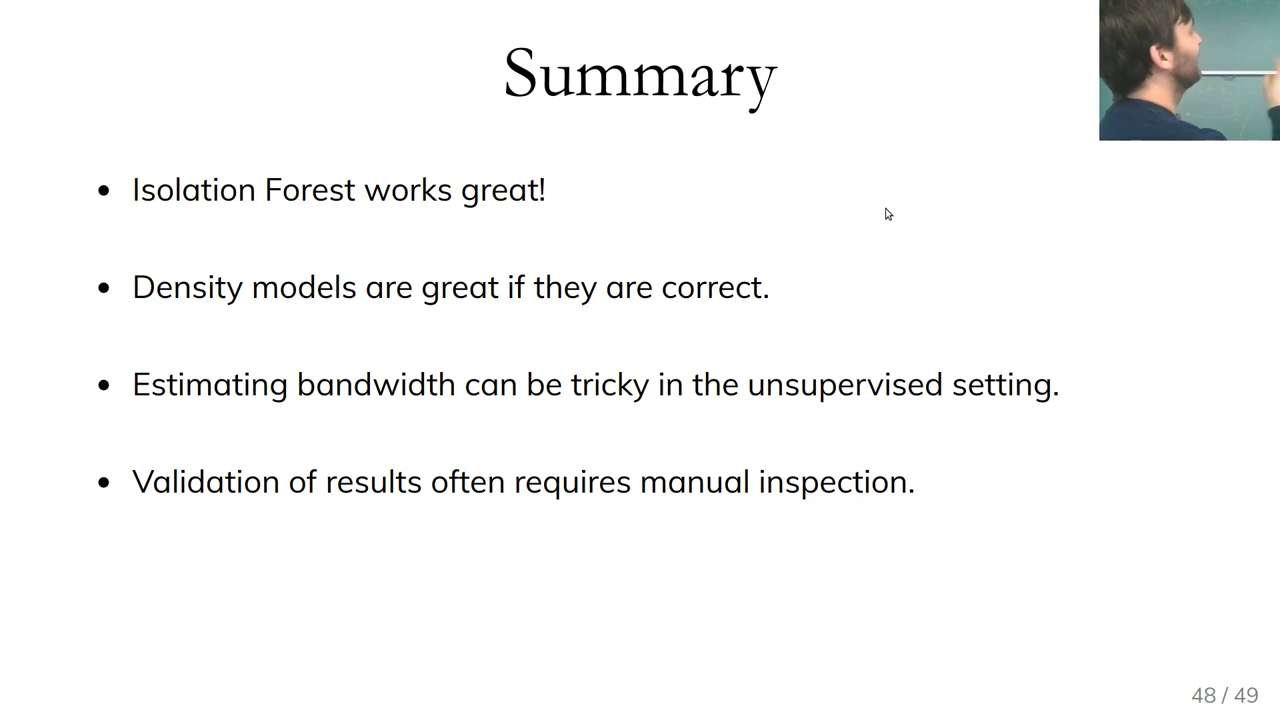 Summary
Isolation Forest works great!
Density models are great if they are correct.
Estimating bandwidth can be tricky in the unsupervised setting.
Validation of results often requires manual inspection.
48 / 49